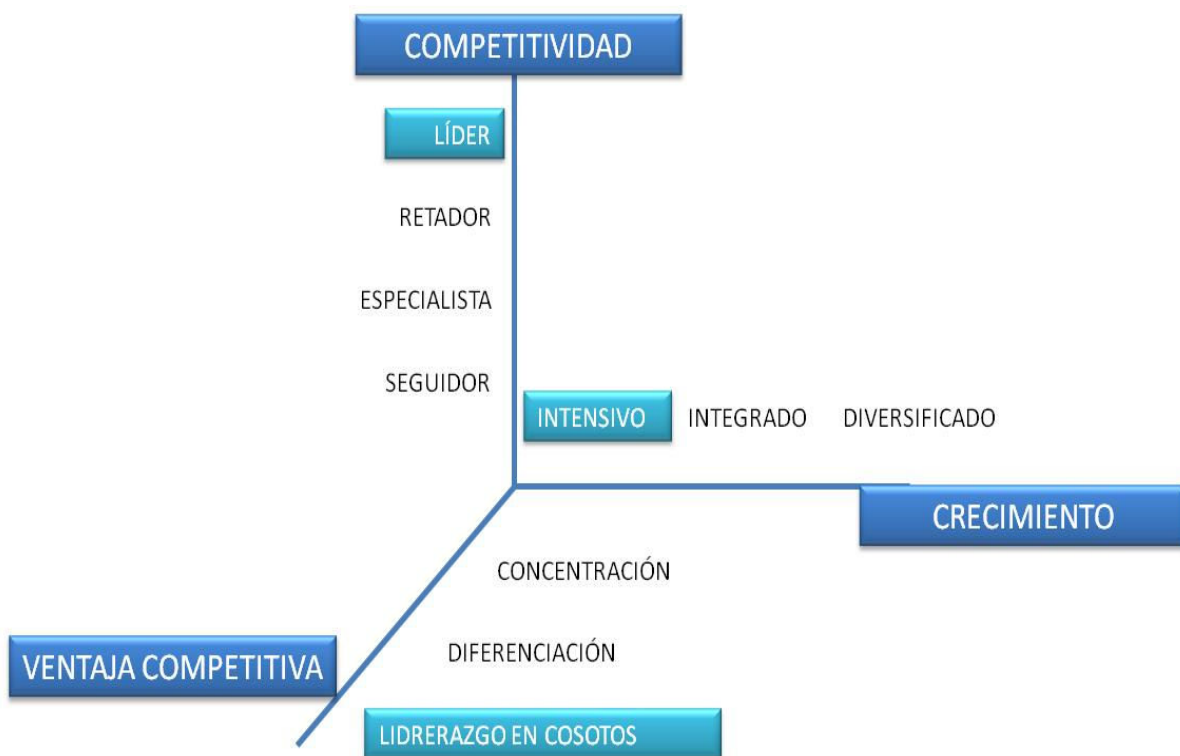 COMPETITIVIDAD
LÍDER
RETADOR
ESPECIALISTA
SEGUIDOR
INTENSIVO INTEGRADO DIVERSIFICADO
CRECIMIENTO
CONCENTRACIÓN
DIFERENCIACIÓN
VENTAJA COMPETITIVA
LIDRERAZGO EN COSOTOS